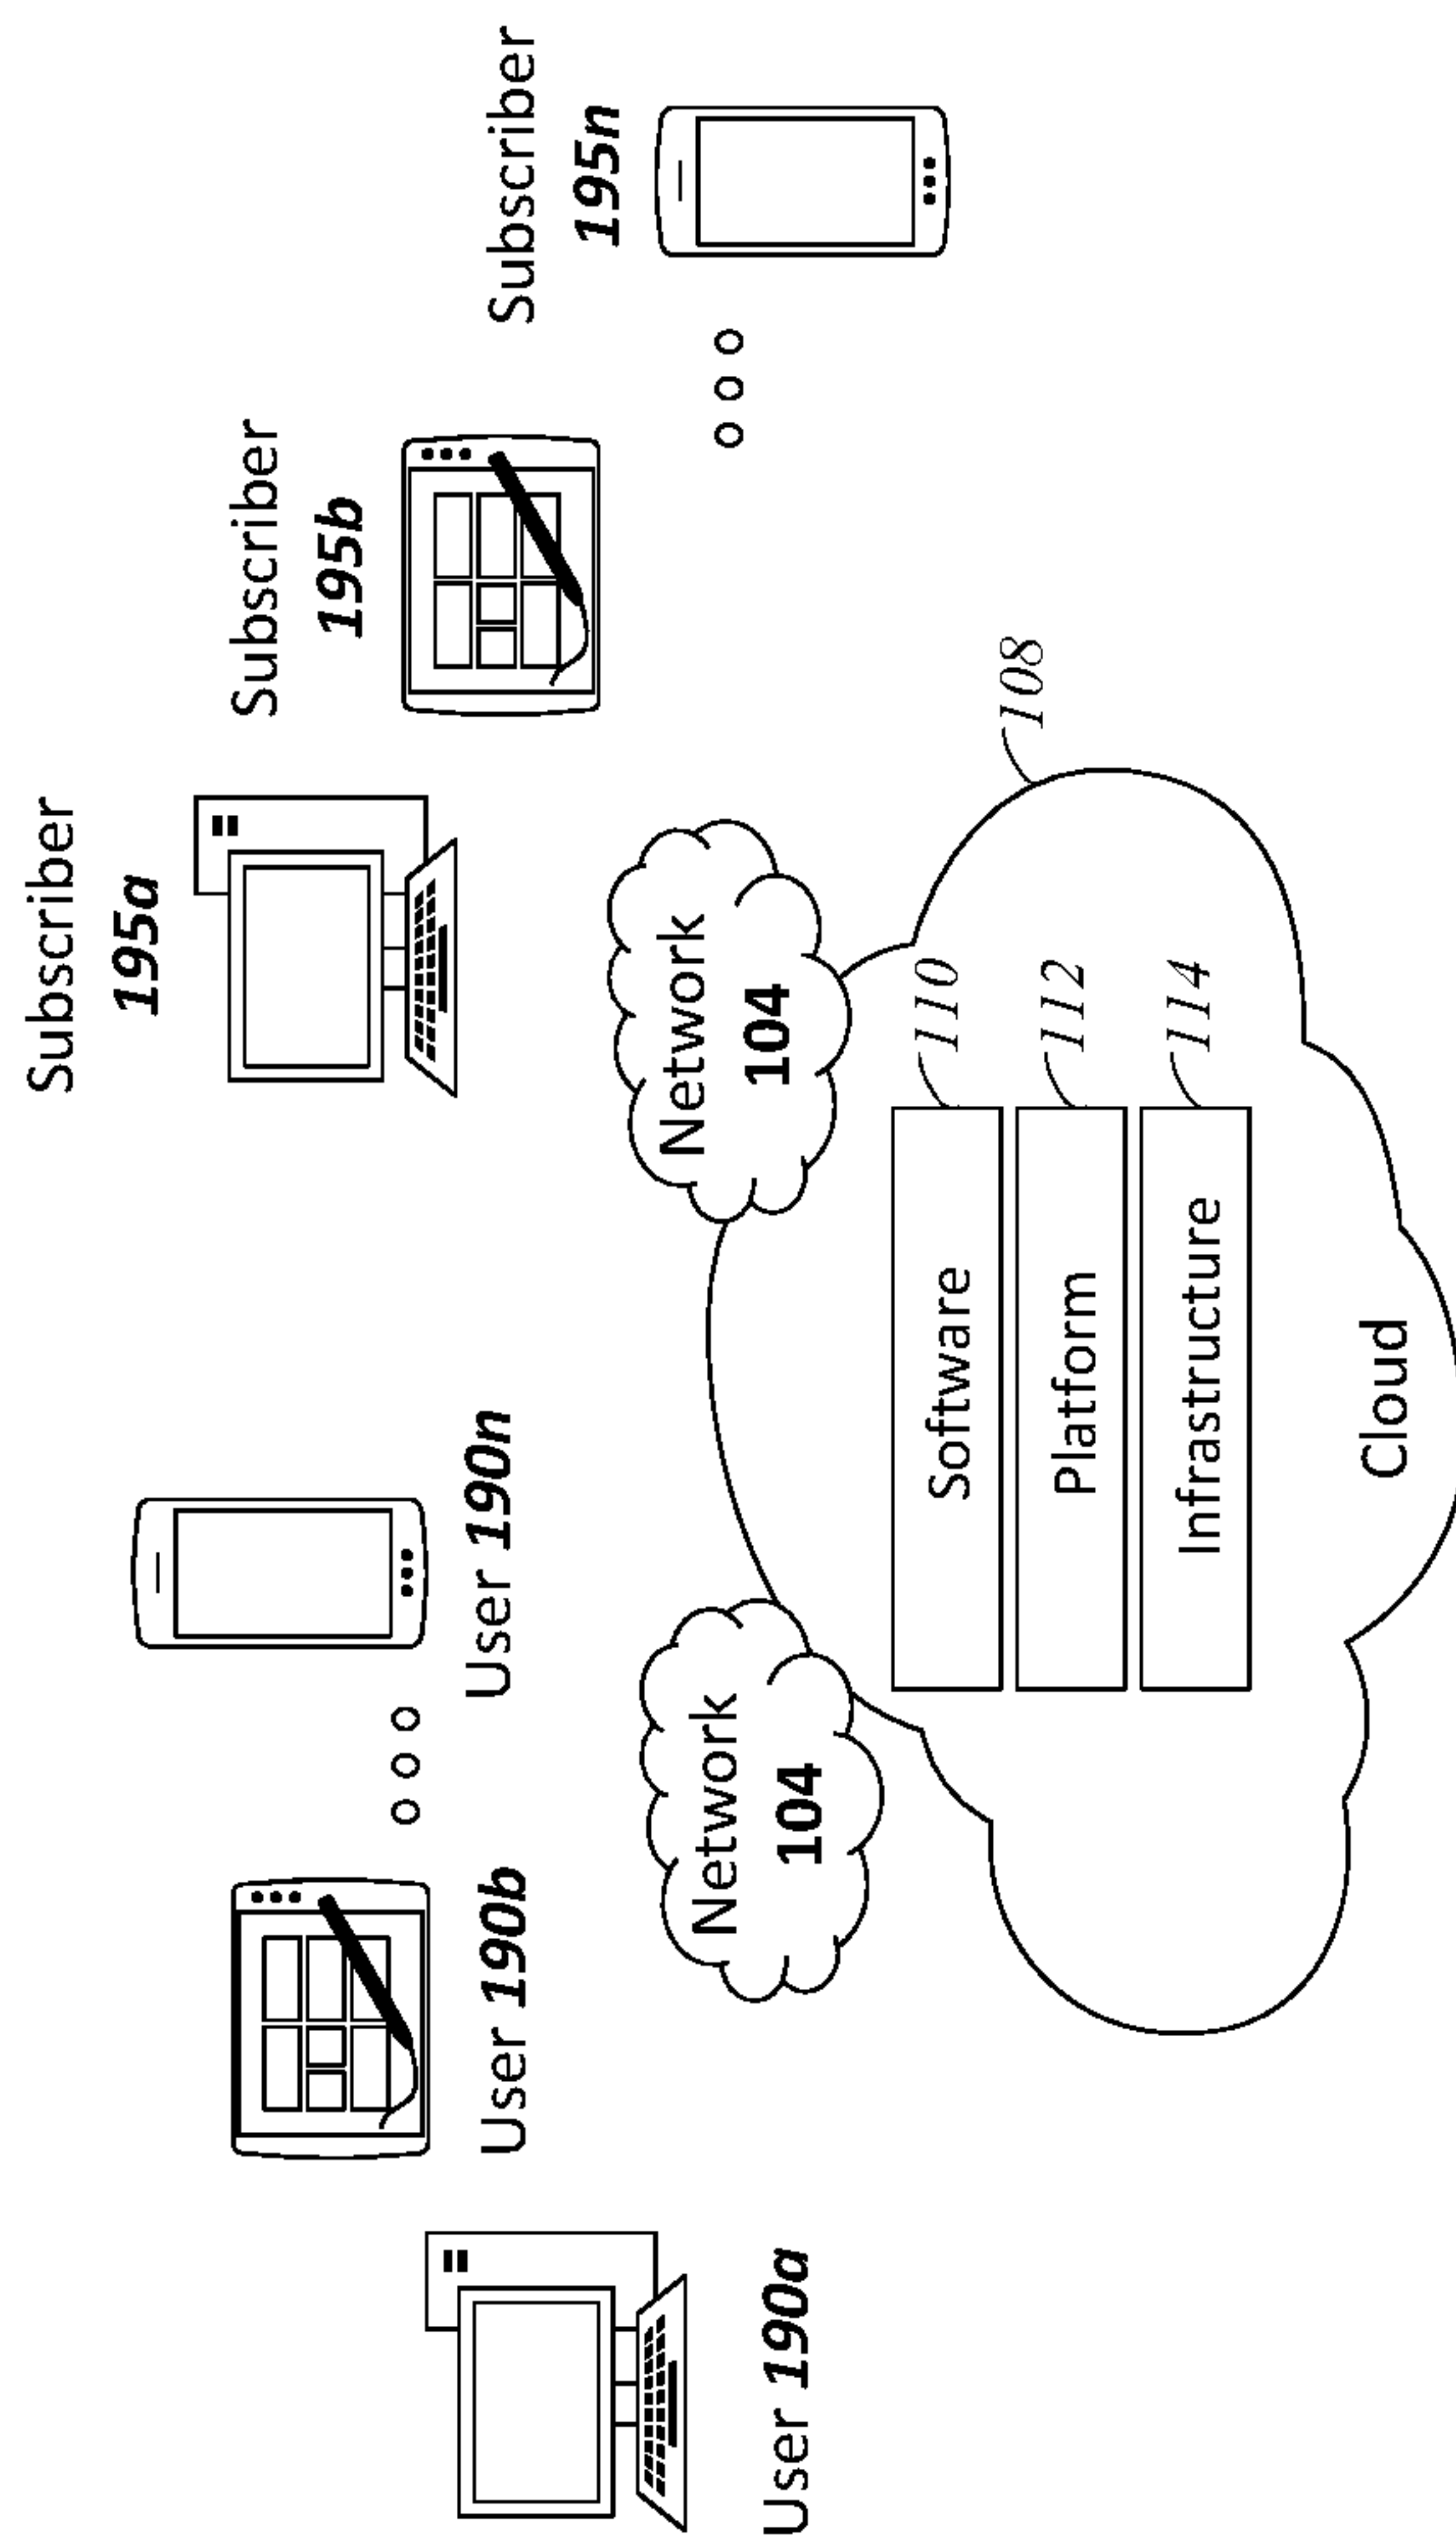 Subscriber
195a
Subscriber
195b
Subscriber
195n
User 190n
User 190b
User 190a
Network
104
Network
104
108
Software
110
Platform
112
Infrastructure
114
Cloud